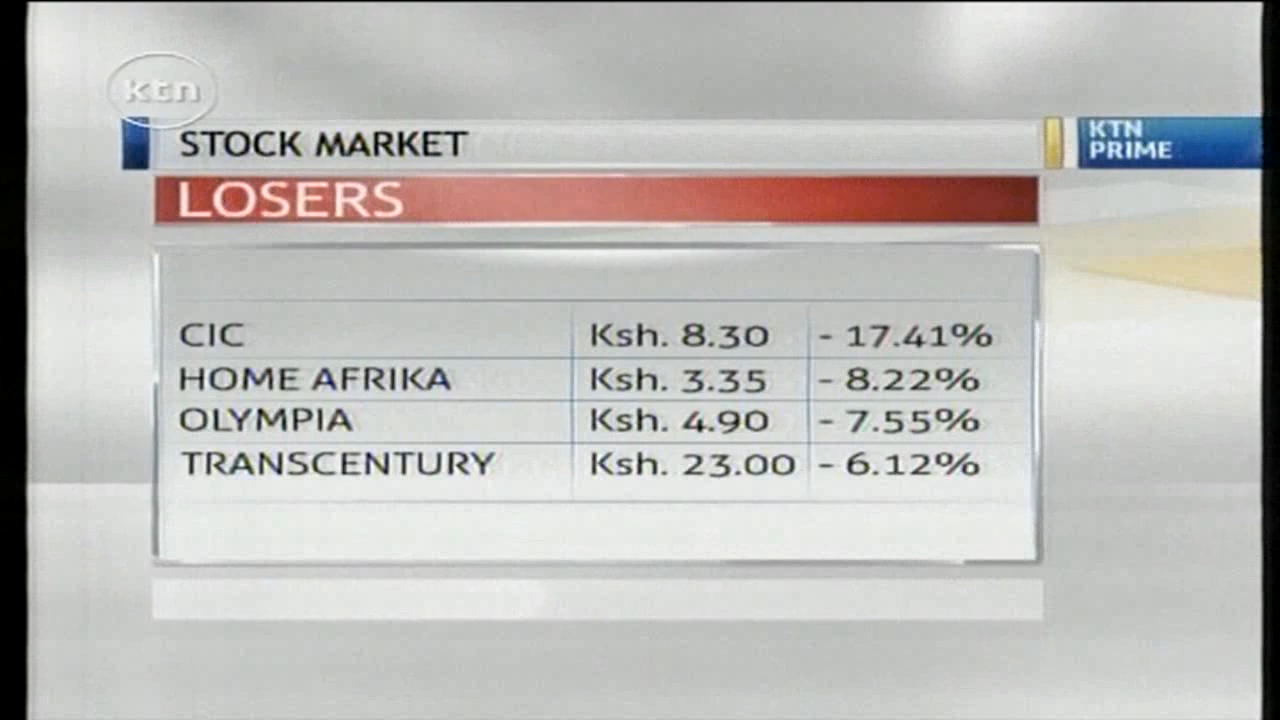 ktn
STOCK MARKET
KTN
PRIME
LOSERS
CIC Ksh. 8.30 - 17.41%
HOME AFRIKA Ksh. 3.35 - 8.22%
OLYMPIA Ksh. 4.90 - 7.55%
TRANSCENTURY Ksh. 23.00 - 6.12%